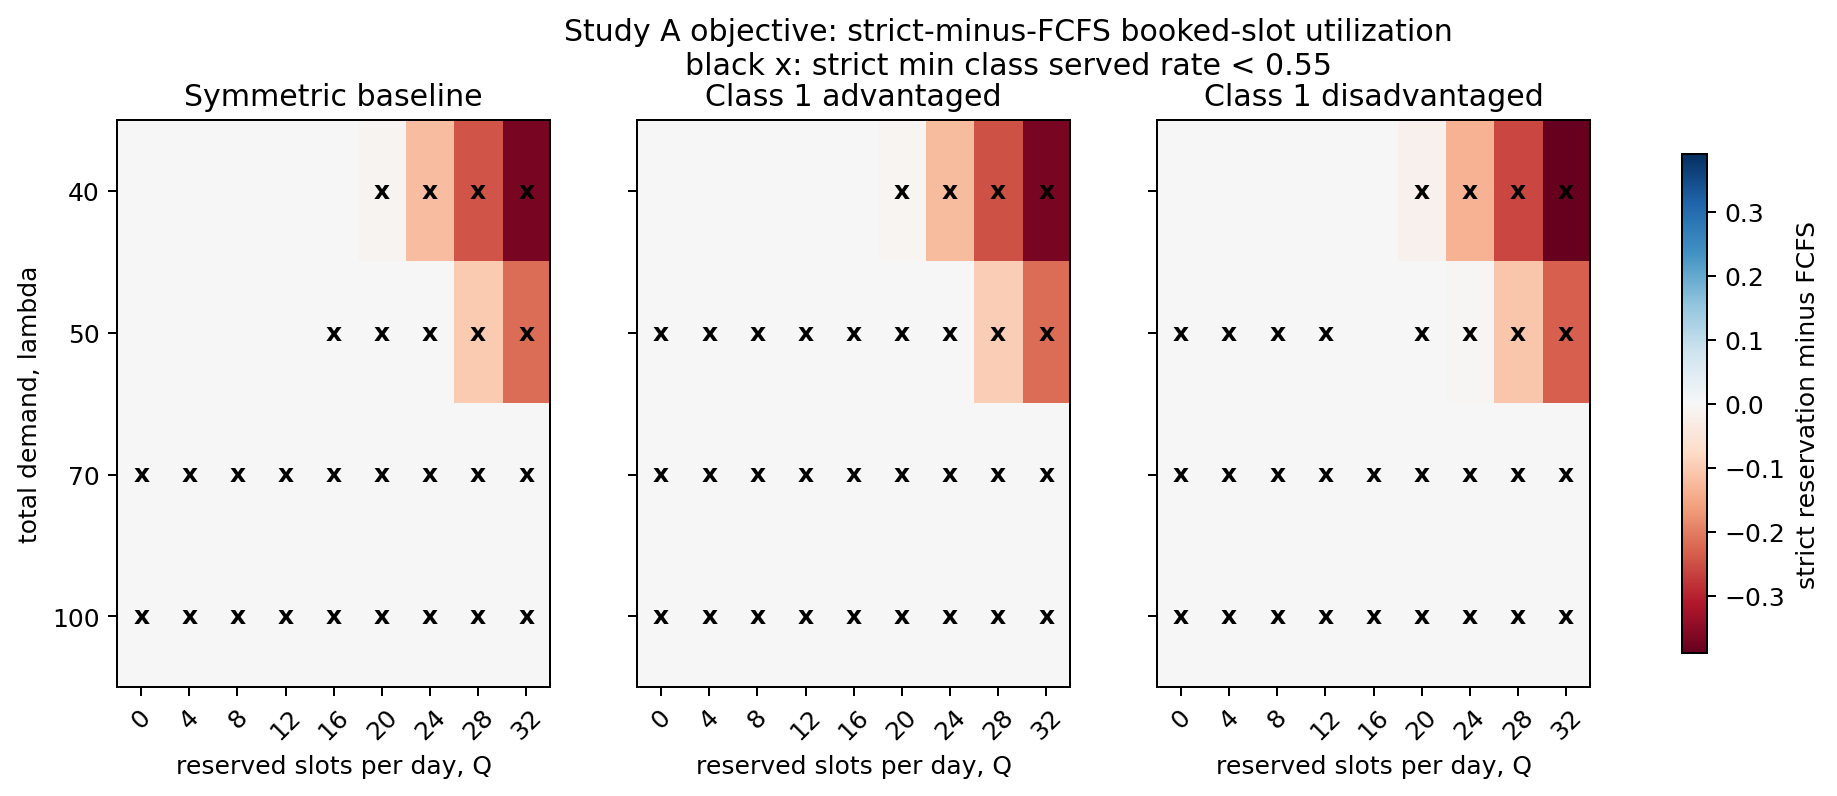 Study A objective: strict-minus-FCFS booked-slot utilization
black x: strict min class served rate < 0.55
Symmetric baseline
Class 1 advantaged
Class 1 disadvantaged
total demand, lambda
40
50
70
100
x x x x
x x x x x
x x x x x x x x x
x x x x x x x x x
0 4 8 12 16 20 24 28 32
reserved slots per day, Q
x x x x
x x x x x x x x x
x x x x x x x x x
x x x x x x x x x
0 4 8 12 16 20 24 28 32
reserved slots per day, Q
x x x x
x x x x x x x x
x x x x x x x x x
x x x x x x x x x
0 4 8 12 16 20 24 28 32
reserved slots per day, Q
0.3
0.2
0.1
0.0
−0.1
−0.2
−0.3
strict reservation minus FCFS